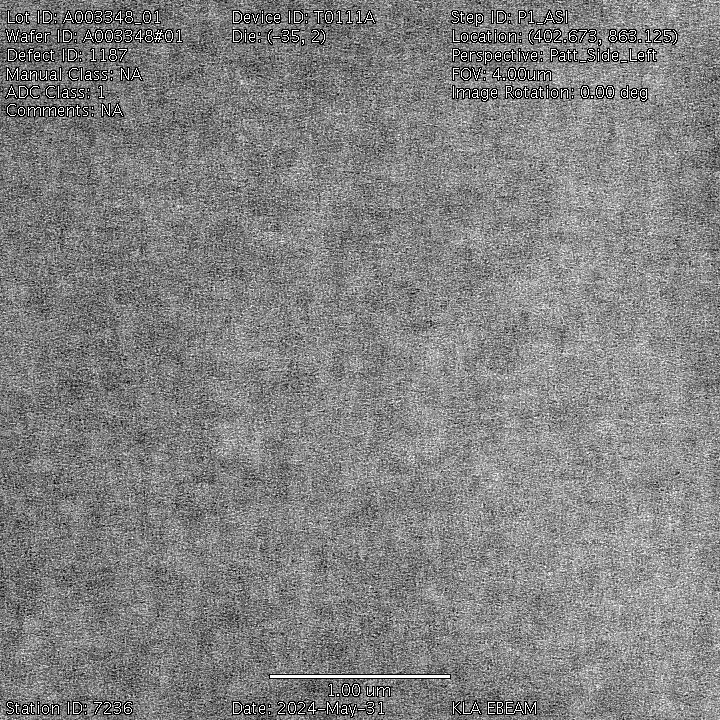 Lot ID: A003348_01 Device ID: T0111A Step ID: P1_ASI
Wafer ID: A003348#01 Die: (-35, 2) Location: (402.673, 863.125)
Defect ID: 1187 Perspective: Patt_Side_Left
Manual Class: NA FOV: 4.00um
ADC Class: 1 Image Rotation: 0.00 deg
Comments: NA
1.00 um
Station ID: 7236 Date: 2024-May-31 KLA EBEAM